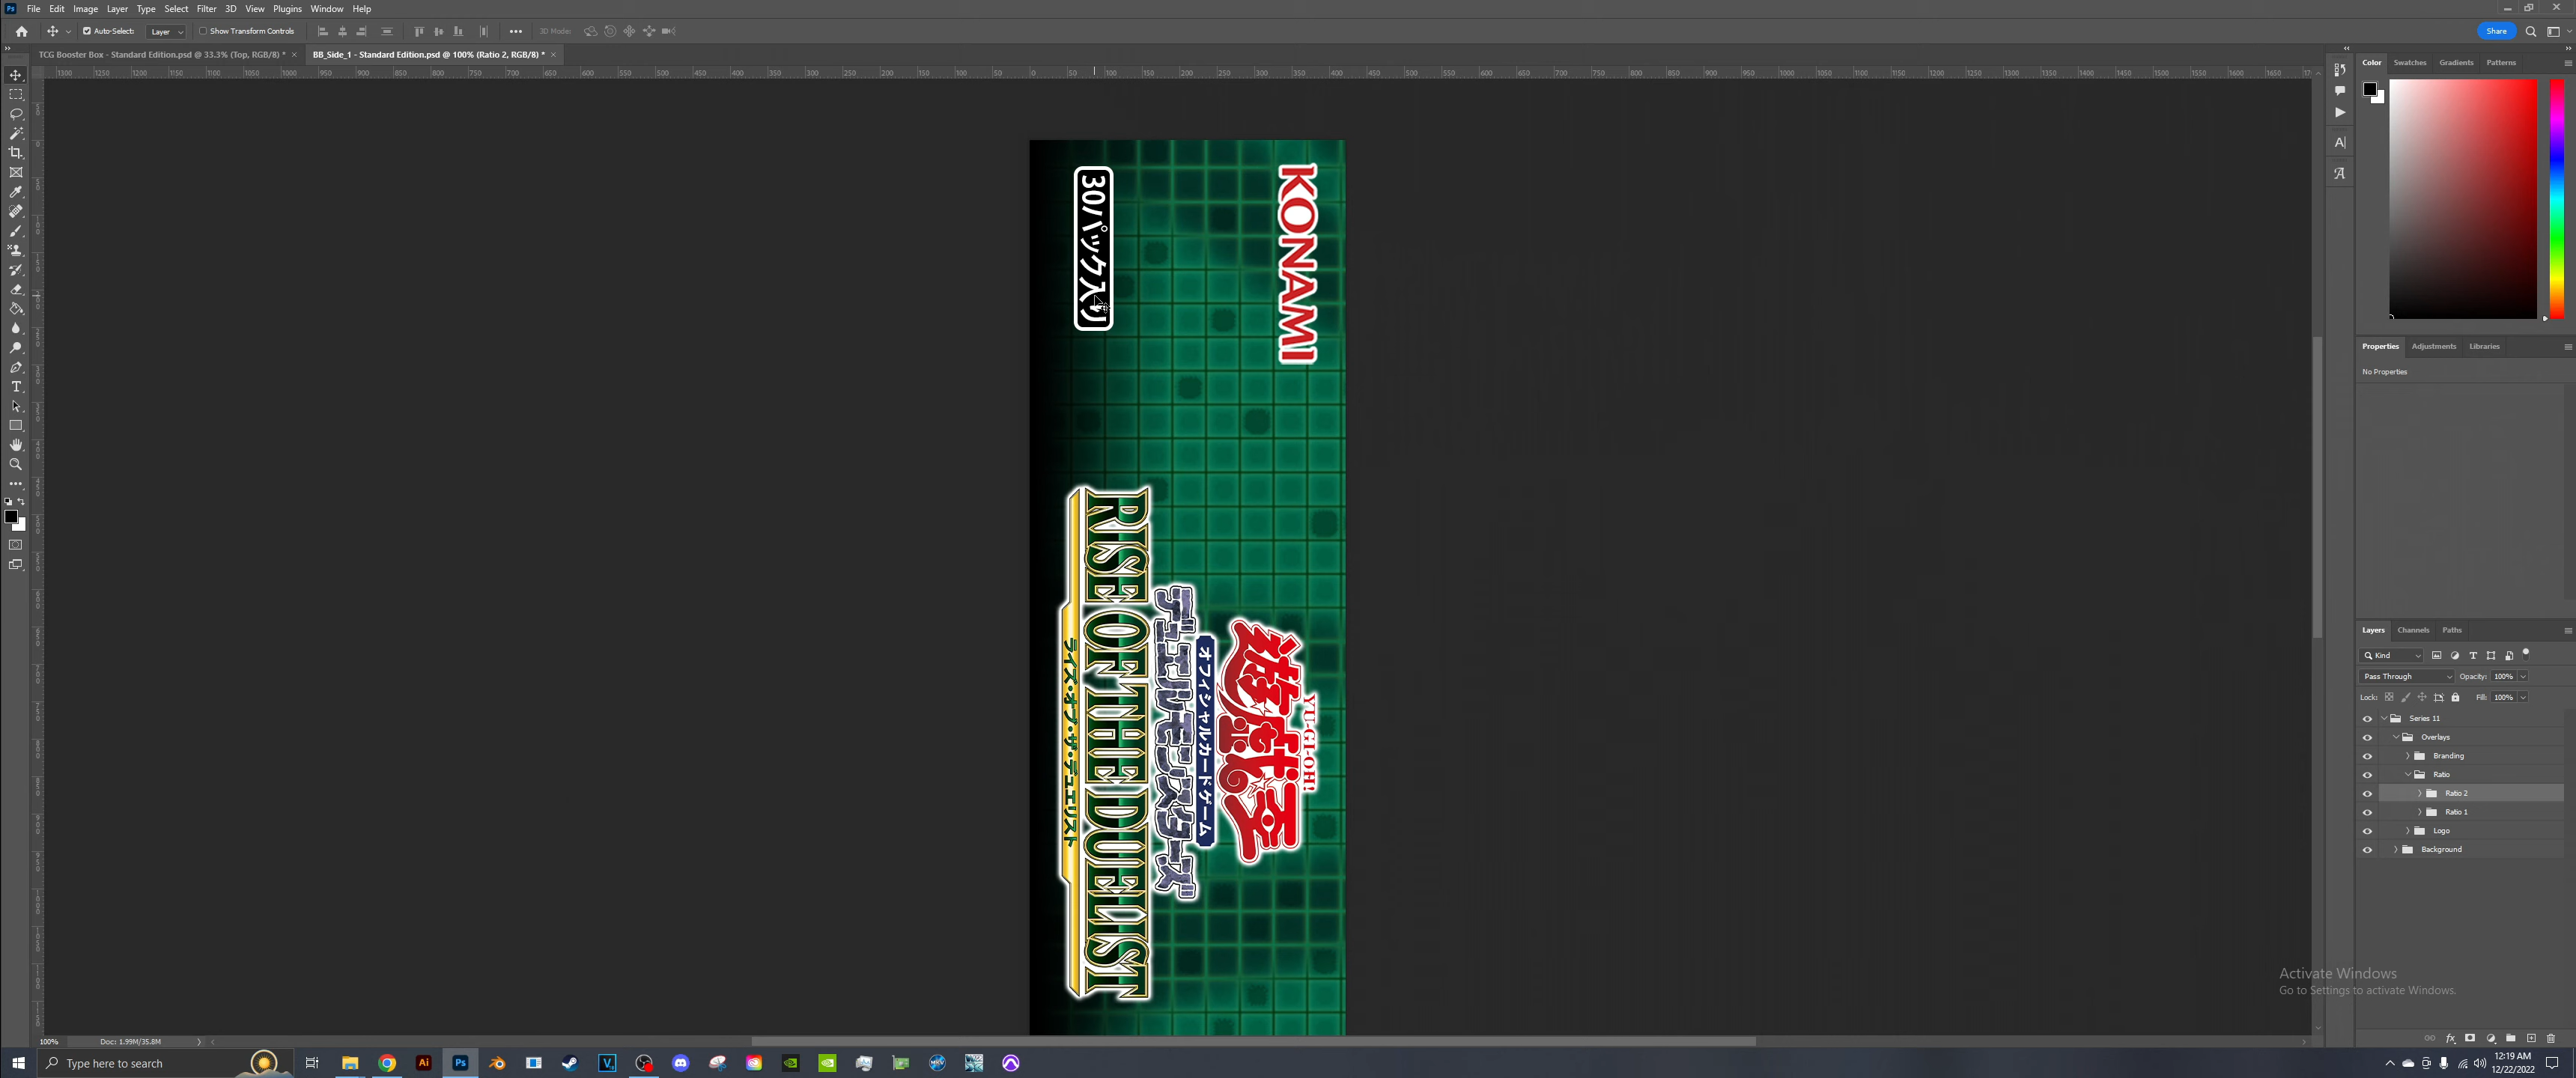 File Edit Image Layer Type Select Filter 3D View Plugins Window Help
Auto-Select: Layer Show Transform Controls 3D Mode: Share
TCG Booster Box - Standard Edition.psd @ 33.3% (Top, RGB/8) * ×
BB_Side_1 - Standard Edition.psd @ 100% (Ratio 2, RGB/8) * ×
30パック入り
KONAMI
YU-GI-OH!
遊戯王
オフィシャルカードゲーム
デュエルモンスターズ
RISE OF THE DUELIST
ライズ・オブ・ザ・デュエリスト
Color Swatches Gradients Patterns
Properties Adjustments Libraries
No Properties
Layers Channels Paths
Kind
Pass Through Opacity: 100%
Lock: Fill: 100%
Series 11
Overlays
Branding
Ratio
Ratio 2
Ratio 1
Logo
Background
Activate Windows
Go to Settings to activate Windows.
100% Doc: 1.99M/35.8M
Type here to search
12:19 AM
12/22/2022